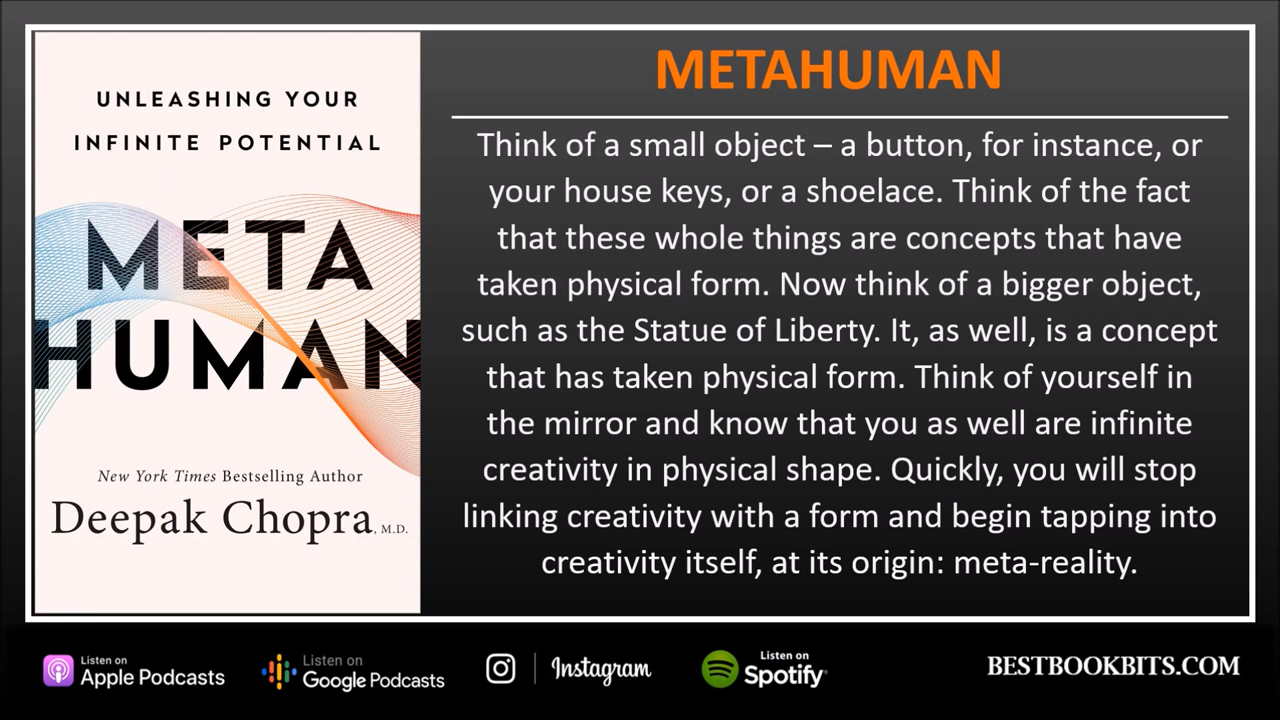 UNLEASHING YOUR
INFINITE POTENTIAL
META
HUMAN
New York Times Bestselling Author
Deepak Chopra, M.D.
METAHUMAN
Think of a small object – a button, for instance, or
your house keys, or a shoelace. Think of the fact
that these whole things are concepts that have
taken physical form. Now think of a bigger object,
such as the Statue of Liberty. It, as well, is a concept
that has taken physical form. Think of yourself in
the mirror and know that you as well are infinite
creativity in physical shape. Quickly, you will stop
linking creativity with a form and begin tapping into
creativity itself, at its origin: meta-reality.
Listen on
Apple Podcasts
Listen on
Google Podcasts
Instagram
Listen on
Spotify
BESTBOOKBITS.COM